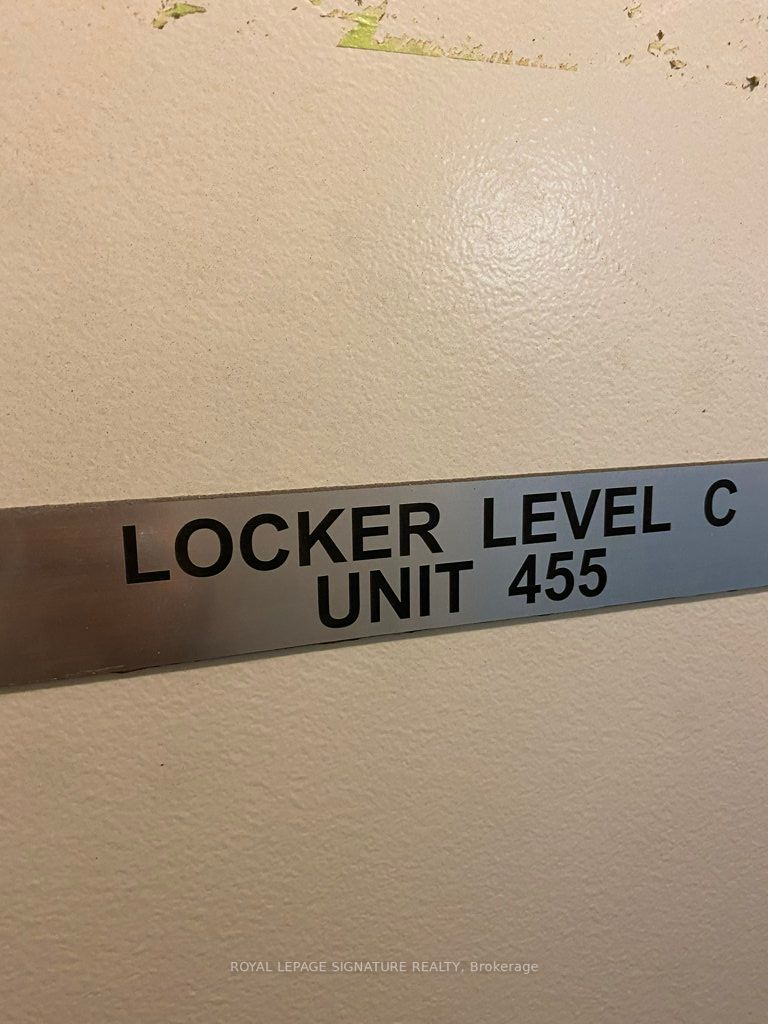 LOCKER LEVEL C
UNIT 455
ROYAL LEPAGE SIGNATURE REALTY, Brokerage